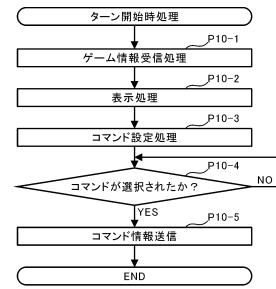 ターン開始時処理
P10-1
ゲーム情報受信処理
P10-2
表示処理
P10-3
コマンド設定処理
P10-4
コマンドが選択されたか？
NO
YES
P10-5
コマンド情報送信
END